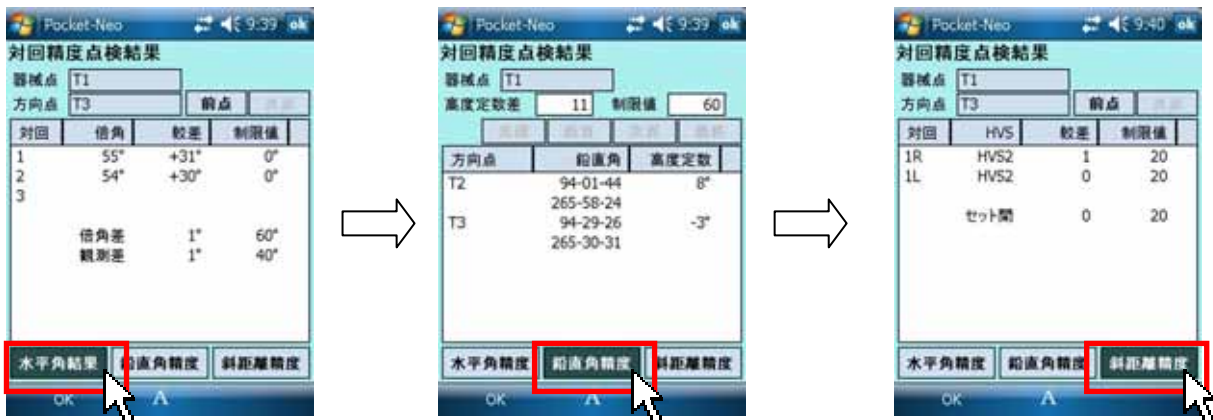 Pocket-Neo 9:39 ok
対回精度点検結果
器械点 T1
方向点 T3 前点
対回 倍角 較差 制限値
1 55" +31" 0"
2 54" +30" 0"
3
倍角差 1" 60"
観測差 1" 40"
水平角結果 鉛直角精度 斜距離精度
OK
Pocket-Neo 9:39 ok
対回精度点検結果
器械点 T1
高度定数差 11 制限値 60
方向点 鉛直角 高度定数
T2 94-01-44 8"
265-58-24
T3 94-29-26 -3"
265-30-31
水平角精度 鉛直角精度 斜距離精度
OK
Pocket-Neo 9:40 ok
対回精度点検結果
器械点 T1
方向点 T3 前点
対回 HVS 較差 制限値
1R HVS2 1 20
1L HVS2 0 20
セット間 0 20
水平角精度 鉛直角精度 斜距離精度
OK